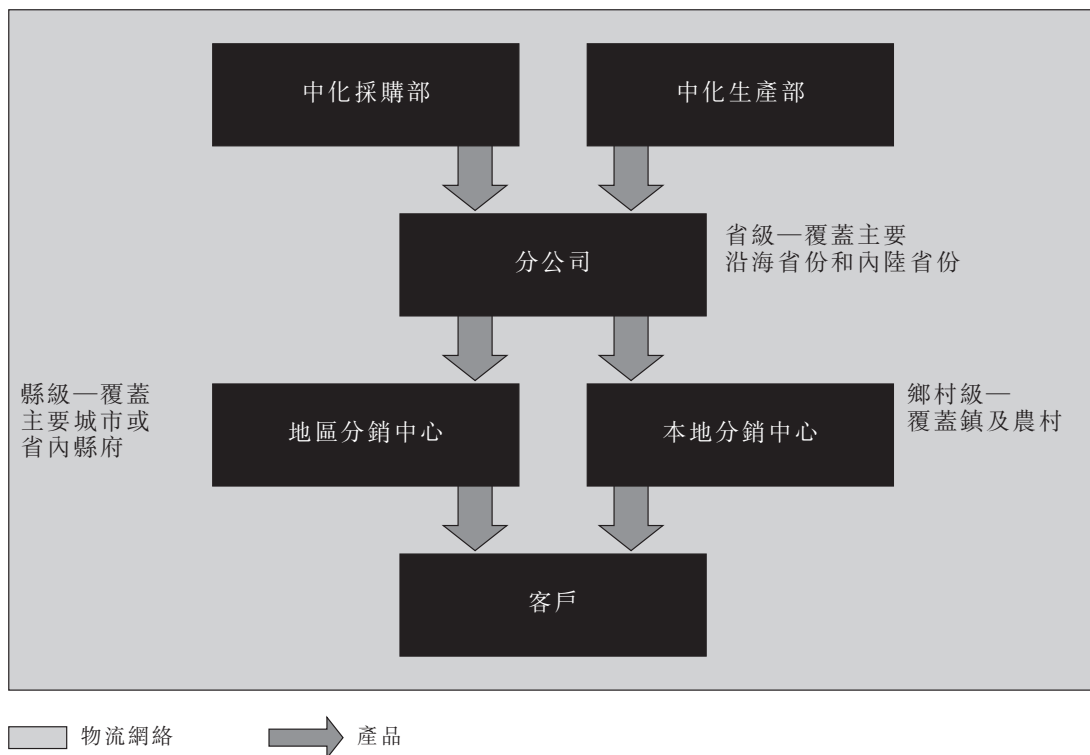 中化採購部
中化生產部
分公司
省級—覆蓋主要
沿海省份和內陸省份
縣級—覆蓋
主要城市或
省內縣府
地區分銷中心
本地分銷中心
鄉村級—
覆蓋鎮及農村
客戶
物流網絡
產品